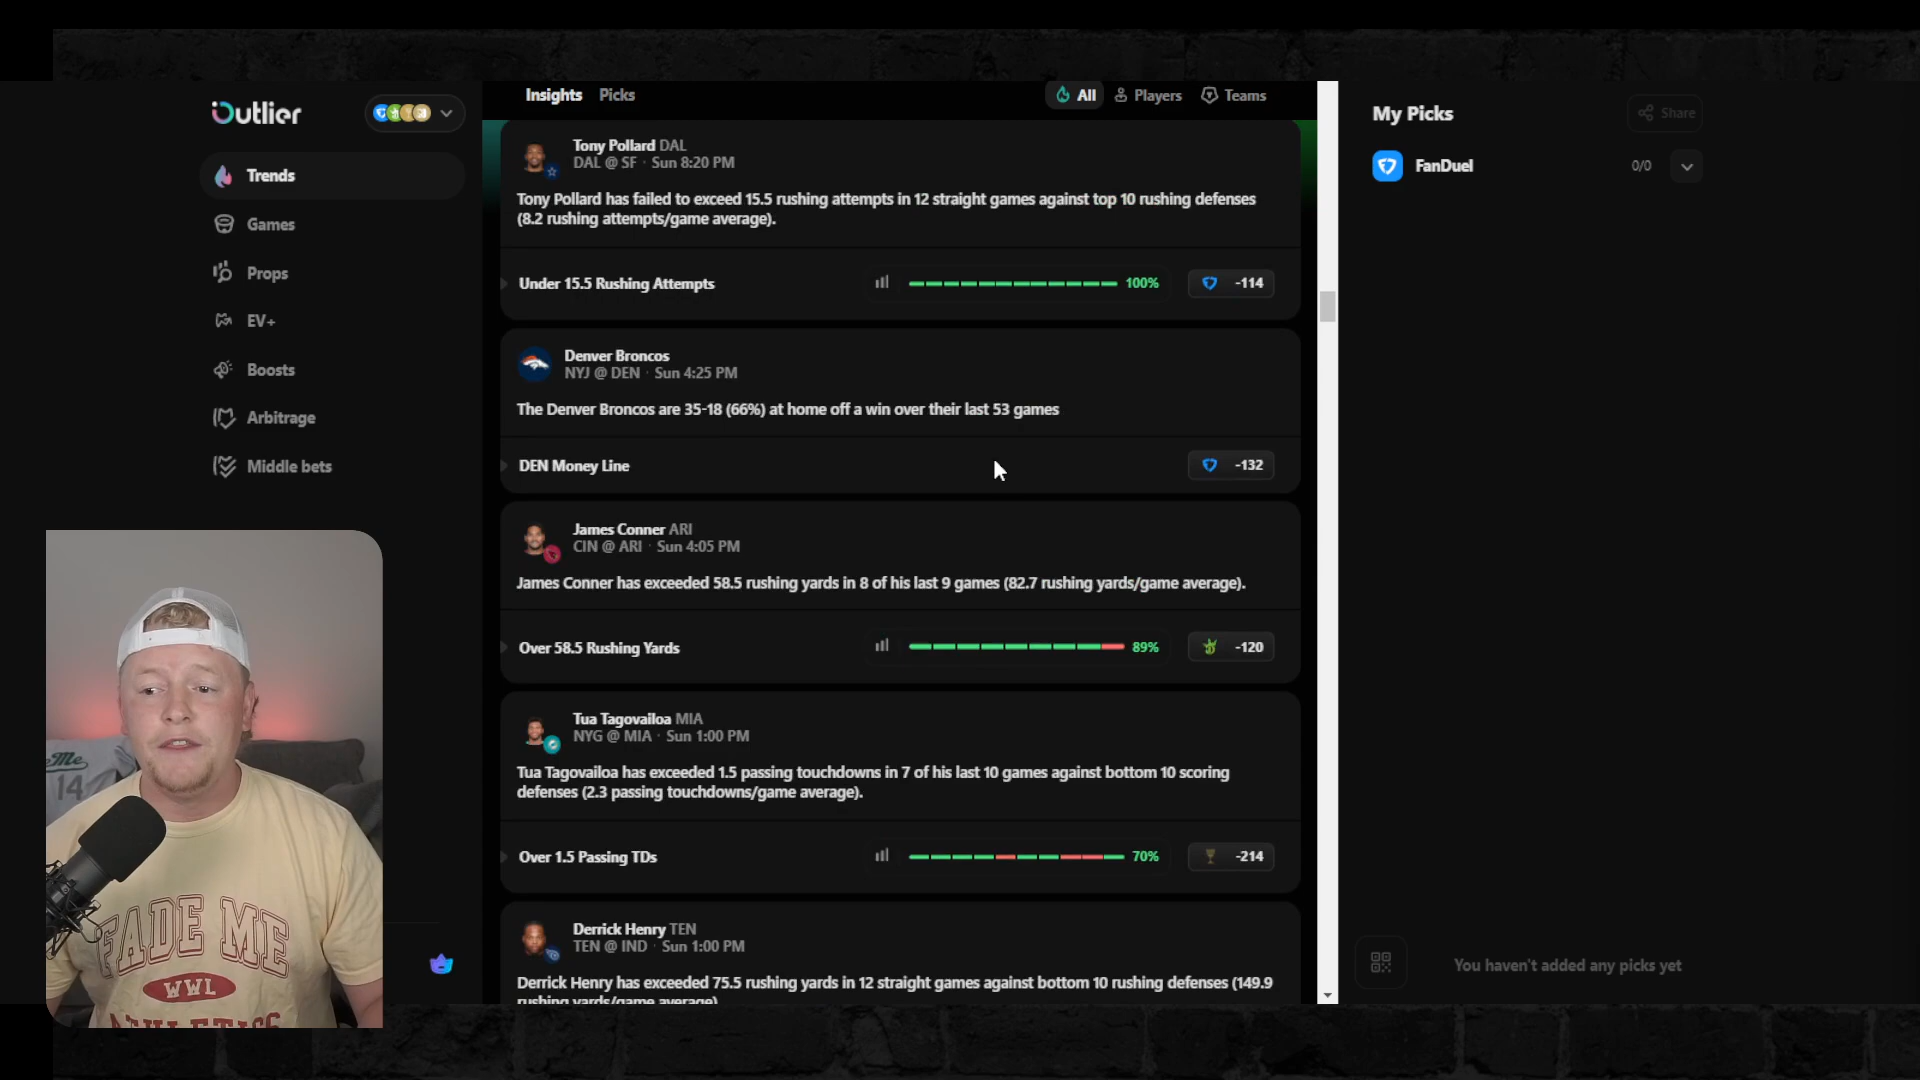 Outlier
Trends
Games
Props
EV+
Boosts
Arbitrage
Middle bets
Insights Picks
All Players Teams
Tony Pollard DAL
DAL @ SF · Sun 8:20 PM
Tony Pollard has failed to exceed 15.5 rushing attempts in 12 straight games against top 10 rushing defenses
(8.2 rushing attempts/game average).
Under 15.5 Rushing Attempts 100% -114
Denver Broncos
NYJ @ DEN · Sun 4:25 PM
The Denver Broncos are 35-18 (66%) at home off a win over their last 53 games
DEN Money Line -132
James Conner ARI
CIN @ ARI · Sun 4:05 PM
James Conner has exceeded 58.5 rushing yards in 8 of his last 9 games (82.7 rushing yards/game average).
Over 58.5 Rushing Yards 89% -120
Tua Tagovailoa MIA
NYG @ MIA · Sun 1:00 PM
Tua Tagovailoa has exceeded 1.5 passing touchdowns in 7 of his last 10 games against bottom 10 scoring
defenses (2.3 passing touchdowns/game average).
Over 1.5 Passing TDs 70% -214
Derrick Henry TEN
TEN @ IND · Sun 1:00 PM
Derrick Henry has exceeded 75.5 rushing yards in 12 straight games against bottom 10 rushing defenses (149.9
rushing yards/game average)
My Picks Share
FanDuel 0/0
You haven't added any picks yet
Me
14
FADE ME
WWL
ATHLETICS